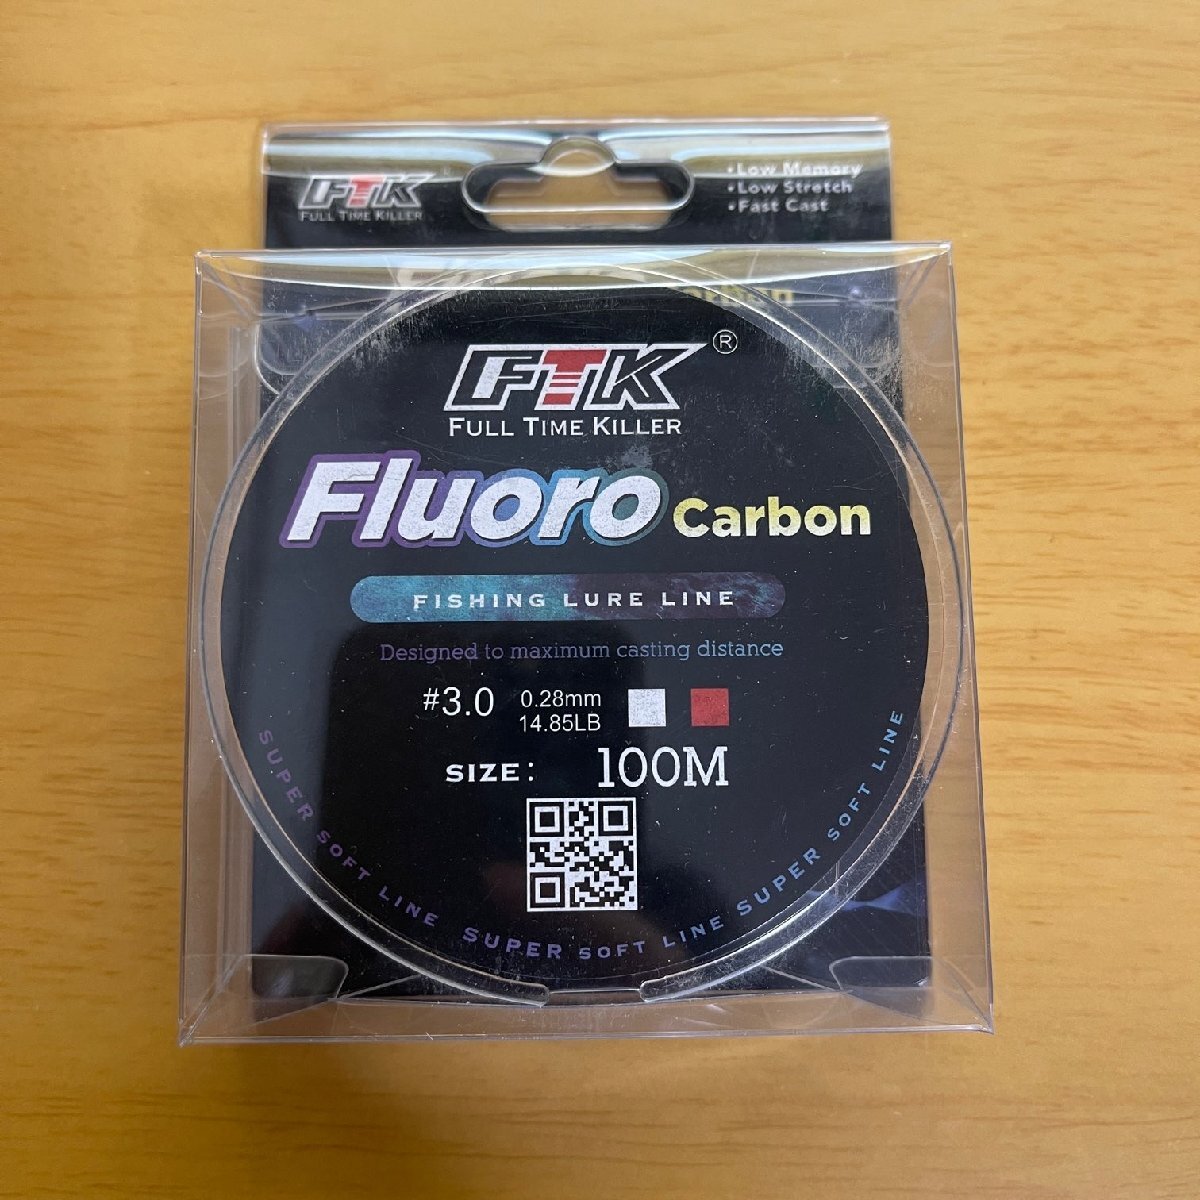 FTK
FULL TIME KILLER
• Low Memory
• Low Stretch
• Fast Cast
FTK ®
FULL TIME KILLER
Fluoro Carbon
FISHING LURE LINE
Designed to maximum casting distance
#3.0 0.28mm
14.85LB
SIZE: 100M
SUPER SOFT LINE SUPER SOFT LINE SUPER SOFT LINE